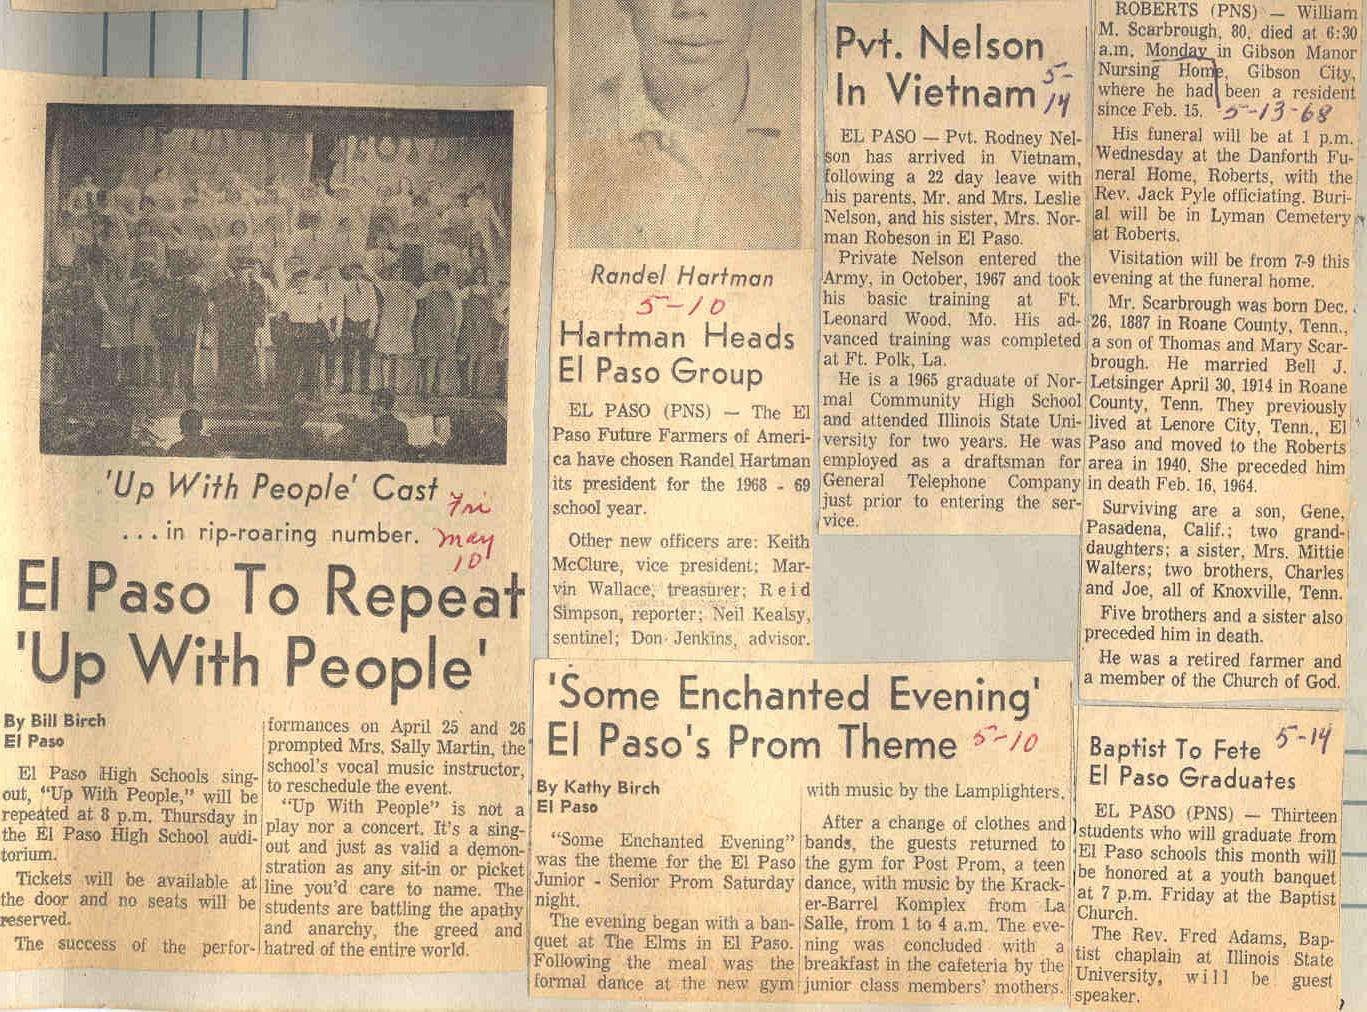 'Up With People' Cast
... in rip-roaring number.
Fri
May
10
El Paso To Repeat
'Up With People'
By Bill Birch
El Paso
El Paso High Schools sing-
out, "Up With People," will be
repeated at 8 p.m. Thursday in
the El Paso High School audi-
torium.
Tickets will be available at
the door and no seats will be
reserved.
The success of the perfor-
formances on April 25 and 26
prompted Mrs. Sally Martin, the
school's vocal music instructor,
to reschedule the event.
"Up With People" is not a
play nor a concert. It's a sing-
out and just as valid a demon-
stration as any sit-in or picket
line you'd care to name. The
students are battling the apathy
and anarchy, the greed and
hatred of the entire world.
Randel Hartman
5-10
Hartman Heads
El Paso Group
EL PASO (PNS) — The El
Paso Future Farmers of Ameri-
ca have chosen Randel Hartman
its president for the 1968 - 69
school year.
Other new officers are: Keith
McClure, vice president; Mar-
vin Wallace, treasurer; Reid
Simpson, reporter; Neil Kealsy,
sentinel; Don Jenkins, advisor.
'Some Enchanted Evening'
El Paso's Prom Theme
5-10
By Kathy Birch
El Paso
"Some Enchanted Evening"
was the theme for the El Paso
Junior - Senior Prom Saturday
night.
The evening began with a ban-
quet at The Elms in El Paso.
Following the meal was the
formal dance at the new gym
with music by the Lamplighters.
After a change of clothes and
bands, the guests returned to
the gym for Post Prom, a teen
dance, with music by the Krack-
er-Barrel Komplex from La
Salle, from 1 to 4 a.m. The eve-
ning was concluded with a
breakfast in the cafeteria by the
junior class members' mothers.
Pvt. Nelson
In Vietnam
5-
14
EL PASO — Pvt. Rodney Nel-
son has arrived in Vietnam,
following a 22 day leave with
his parents, Mr. and Mrs. Leslie
Nelson, and his sister, Mrs. Nor-
man Robeson in El Paso.
Private Nelson entered the
Army, in October, 1967 and took
his basic training at Ft.
Leonard Wood, Mo. His ad-
vanced training was completed
at Ft. Polk, La.
He is a 1965 graduate of Nor-
mal Community High School
and attended Illinois State Uni-
versity for two years. He was
employed as a draftsman for
General Telephone Company
just prior to entering the ser-
vice.
ROBERTS (PNS) — William
M. Scarbrough, 80, died at 6:30
a.m. Monday in Gibson Manor
Nursing Home, Gibson City,
where he had been a resident
since Feb. 15.
5-13-68
His funeral will be at 1 p.m.
Wednesday at the Danforth Fu-
neral Home, Roberts, with the
Rev. Jack Pyle officiating. Buri-
al will be in Lyman Cemetery
at Roberts.
Visitation will be from 7-9 this
evening at the funeral home.
Mr. Scarbrough was born Dec.
26, 1887 in Roane County, Tenn.,
a son of Thomas and Mary Scar-
brough. He married Bell J.
Letsinger April 30, 1914 in Roane
County, Tenn. They previously
lived at Lenore City, Tenn., El
Paso and moved to the Roberts
area in 1940. She preceded him
in death Feb. 16, 1964.
Surviving are a son, Gene,
Pasadena, Calif.; two grand-
daughters; a sister, Mrs. Mittie
Walters; two brothers, Charles
and Joe, all of Knoxville, Tenn.
Five brothers and a sister also
preceded him in death.
He was a retired farmer and
a member of the Church of God.
Baptist To Fete
El Paso Graduates
5-14
EL PASO (PNS) — Thirteen
students who will graduate from
El Paso schools this month will
be honored at a youth banquet
at 7 p.m. Friday at the Baptist
Church.
The Rev. Fred Adams, Bap-
tist chaplain at Illinois State
University, will be guest
speaker.